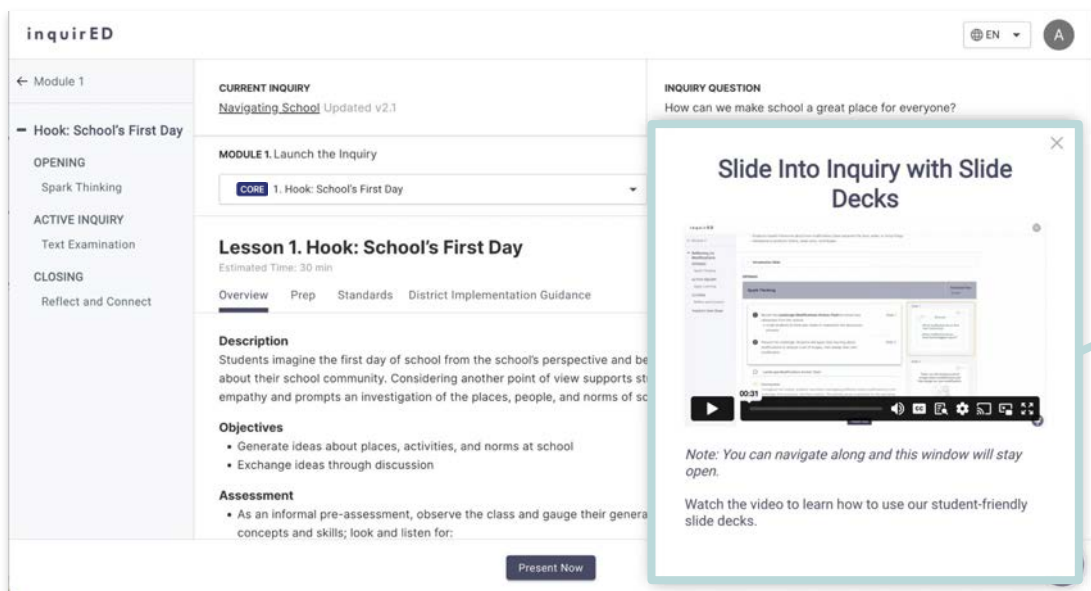 inquirED
EN
A
← Module 1
Hook: School's First Day
OPENING
Spark Thinking
ACTIVE INQUIRY
Text Examination
CLOSING
Reflect and Connect
CURRENT INQUIRY
Navigating School Updated v2.1
INQUIRY QUESTION
How can we make school a great place for everyone?
MODULE 1. Launch the Inquiry
CORE 1. Hook: School's First Day
Lesson 1. Hook: School's First Day
Estimated Time: 30 min
Overview Prep Standards District Implementation Guidance
Description
Students imagine the first day of school from the school's perspective and be
about their school community. Considering another point of view supports st
empathy and prompts an investigation of the places, people, and norms of sc
Objectives
• Generate ideas about places, activities, and norms at school
• Exchange ideas through discussion
Assessment
• As an informal pre-assessment, observe the class and gauge their genera
concepts and skills; look and listen for:
Present Now
Slide Into Inquiry with Slide
Decks
inquirED
Spark Thinking
00:31
CC
Note: You can navigate along and this window will stay
open.
Watch the video to learn how to use our student-friendly
slide decks.